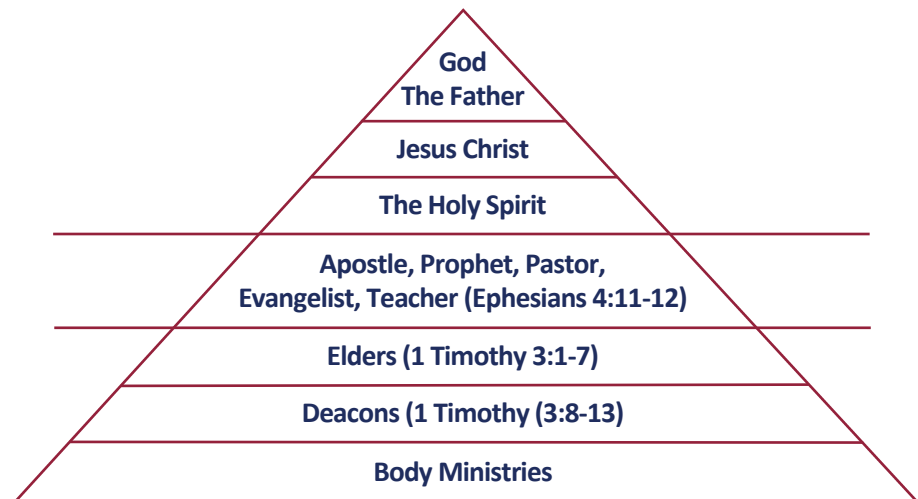 God
The Father
Jesus Christ
The Holy Spirit
Apostle, Prophet, Pastor,
Evangelist, Teacher (Ephesians 4:11-12)
Elders (1 Timothy 3:1-7)
Deacons (1 Timothy (3:8-13)
Body Ministries